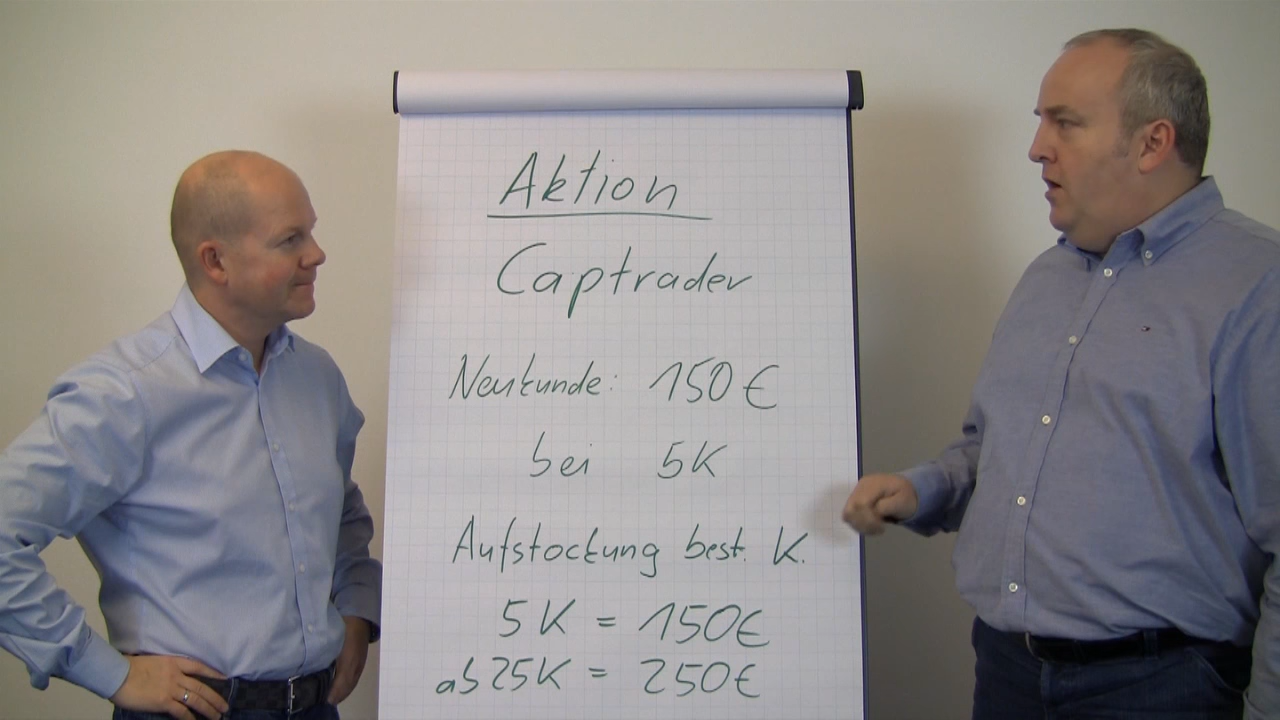 Aktion
Captrader
Neukunde: 150€
bei 5K
Aufstockung best. K.
5K = 150€
ab 25K = 250€